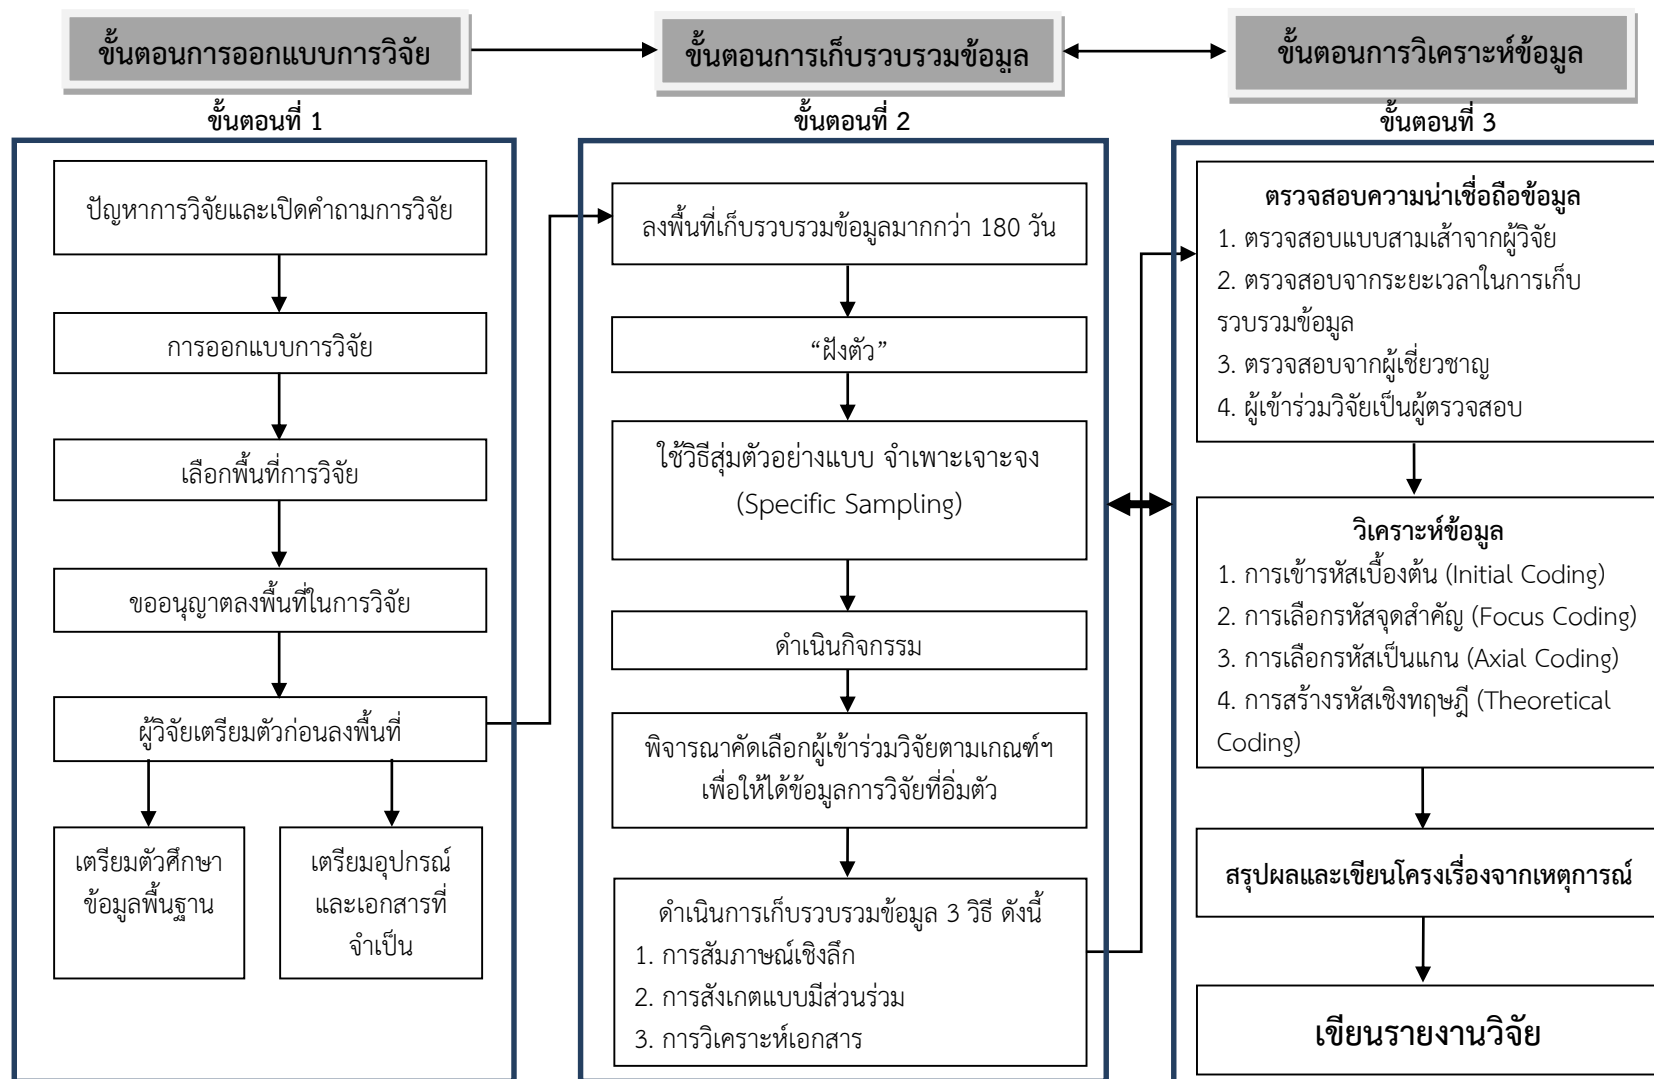 ขั้นตอนการออกแบบการวิจัย
ขั้นตอนการเก็บรวบรวมข้อมูล
ขั้นตอนการวิเคราะห์ข้อมูล
ขั้นตอนที่ 1
ขั้นตอนที่ 2
ขั้นตอนที่ 3
ปัญหาการวิจัยและเปิดคำถามการวิจัย
การออกแบบการวิจัย
เลือกพื้นที่การวิจัย
ขออนุญาตลงพื้นที่ในการวิจัย
ผู้วิจัยเตรียมตัวก่อนลงพื้นที่
เตรียมตัวศึกษา
ข้อมูลพื้นฐาน
เตรียมอุปกรณ์
และเอกสารที่
จำเป็น
ลงพื้นที่เก็บรวบรวมข้อมูลมากกว่า 180 วัน
“ฝังตัว”
ใช้วิธีสุ่มตัวอย่างแบบ จำเพาะเจาะจง
(Specific Sampling)
ดำเนินกิจกรรม
พิจารณาคัดเลือกผู้เข้าร่วมวิจัยตามเกณฑ์ฯ
เพื่อให้ได้ข้อมูลการวิจัยที่อิ่มตัว
ดำเนินการเก็บรวบรวมข้อมูล 3 วิธี ดังนี้
1. การสัมภาษณ์เชิงลึก
2. การสังเกตแบบมีส่วนร่วม
3. การวิเคราะห์เอกสาร
ตรวจสอบความน่าเชื่อถือข้อมูล
1. ตรวจสอบแบบสามเส้าจากผู้วิจัย
2. ตรวจสอบจากระยะเวลาในการเก็บ
รวบรวมข้อมูล
3. ตรวจสอบจากผู้เชี่ยวชาญ
4. ผู้เข้าร่วมวิจัยเป็นผู้ตรวจสอบ
วิเคราะห์ข้อมูล
1. การเข้ารหัสเบื้องต้น (Initial Coding)
2. การเลือกรหัสจุดสำคัญ (Focus Coding)
3. การเลือกรหัสเป็นแกน (Axial Coding)
4. การสร้างรหัสเชิงทฤษฎี (Theoretical
Coding)
สรุปผลและเขียนโครงเรื่องจากเหตุการณ์
เขียนรายงานวิจัย